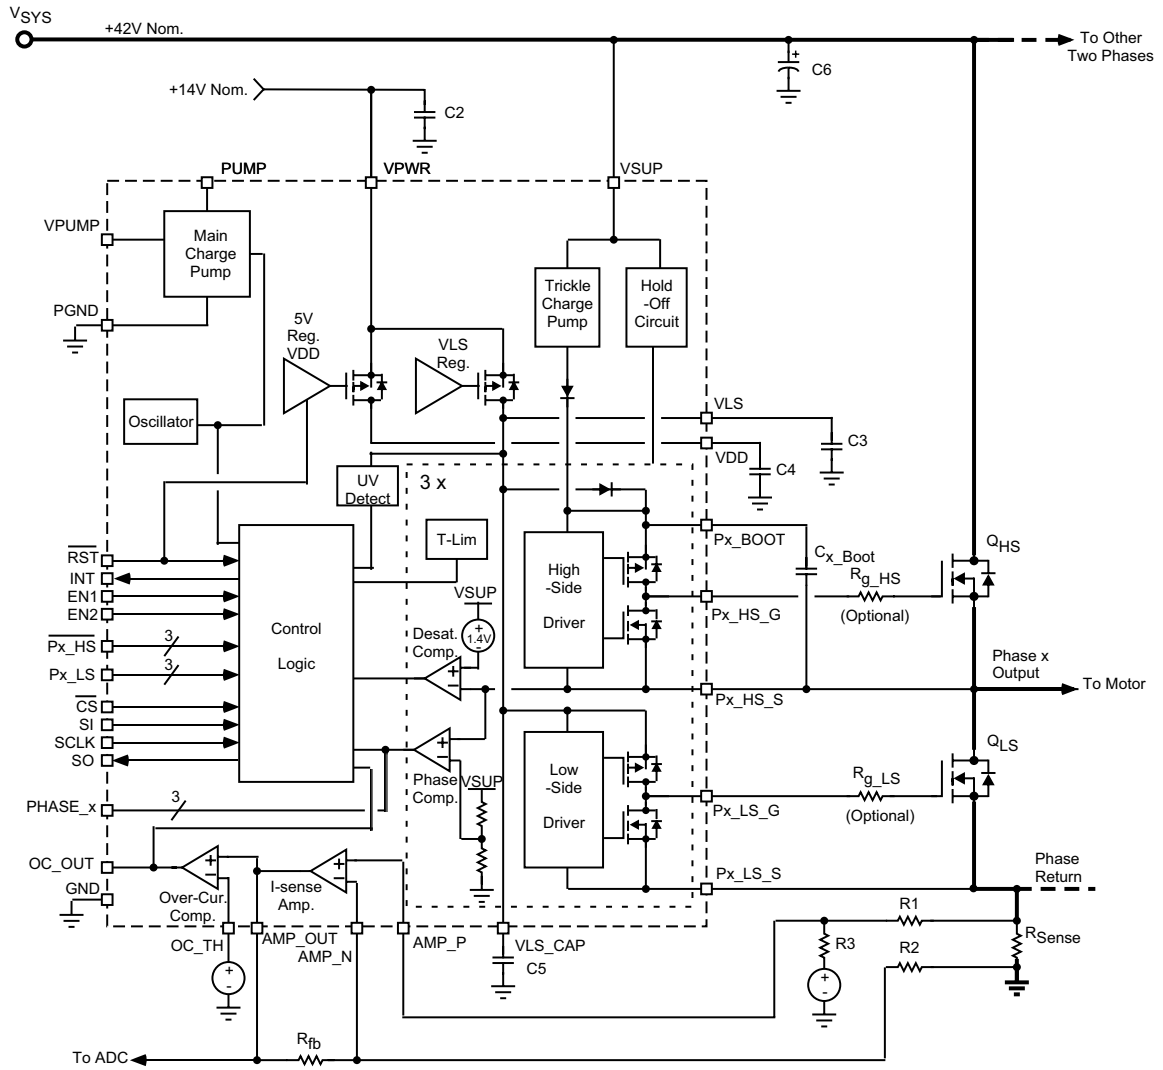 VSYS
+42V Nom.
To Other
Two Phases
C6
+14V Nom.
C2
PUMP
VPWR
VSUP
VPUMP
Main
Charge
Pump
Trickle
Charge
Pump
Hold
-Off
Circuit
PGND
5V
Reg.
VDD
VLS
Reg.
VLS
Oscillator
C3
VDD
C4
UV
Detect
3 x
T-Lim
Px_BOOT
Cx_Boot
QHS
RST
INT
EN1
EN2
High
-Side
Driver
Rg_HS
(Optional)
Px_HS_G
VSUP
+
1.4V
-
Control
Logic
Desat.
Comp.
+
-
Px_HS
3
Px_LS
3
Phase x
Output
To Motor
Px_HS_S
CS
SI
SCLK
SO
+
-
Phase
Comp.
VSUP
Low
-Side
Driver
QLS
Rg_LS
(Optional)
Px_LS_G
PHASE_x
3
OC_OUT
+
-
Over-Cur.
Comp.
+
-
I-sense
Amp.
Px_LS_S
Phase
Return
GND
R1
OC_TH
AMP_OUT
AMP_N
AMP_P
VLS_CAP
C5
R3
R2
RSense
+
-
+
-
Rfb
To ADC